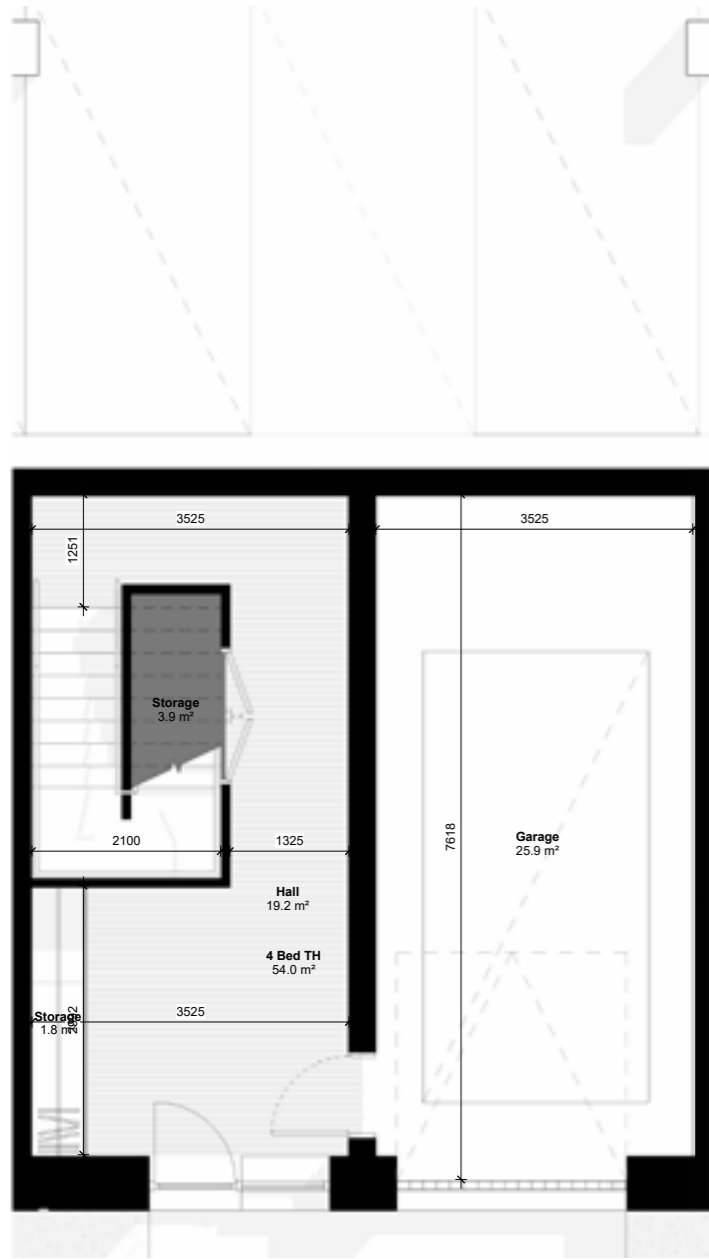 3525
3525
1251
Storage
3.9 m²
7618
Garage
25.9 m²
2100
1325
Hall
19.2 m²
4 Bed TH
54.0 m²
Storage
1.8 m²
3525